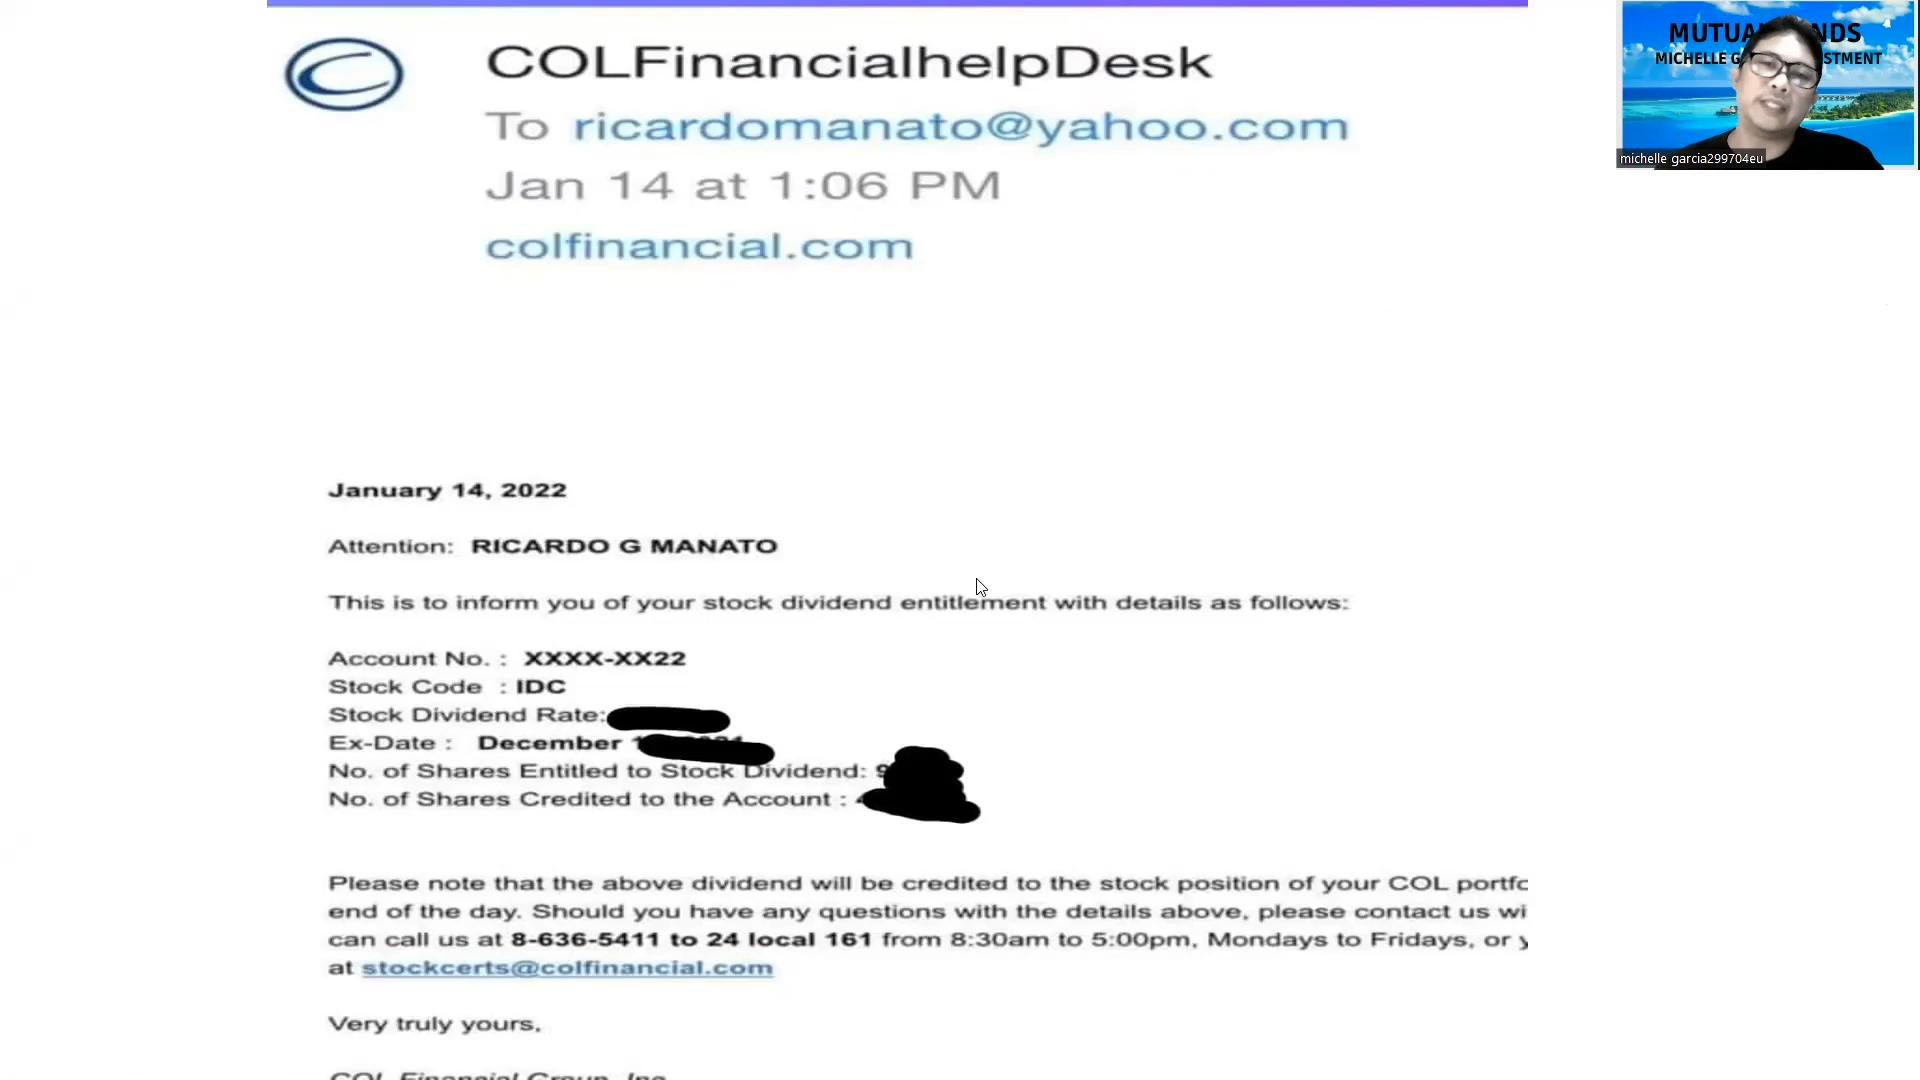 COLFinancialhelpDesk
To ricardomanato@yahoo.com
Jan 14 at 1:06 PM
colfinancial.com
January 14, 2022
Attention: RICARDO G MANATO
This is to inform you of your stock dividend entitlement with details as follows:
Account No. : XXXX-XX22
Stock Code : IDC
Stock Dividend Rate:
Ex-Date : December
No. of Shares Entitled to Stock Dividend:
No. of Shares Credited to the Account :
Please note that the above dividend will be credited to the stock position of your COL portfo
end of the day. Should you have any questions with the details above, please contact us wi
can call us at 8-636-5411 to 24 local 161 from 8:30am to 5:00pm, Mondays to Fridays, or y
at stockcerts@colfinancial.com
Very truly yours,
COL Financial Group, Inc
MICHELLE G
michelle garcia299704eu